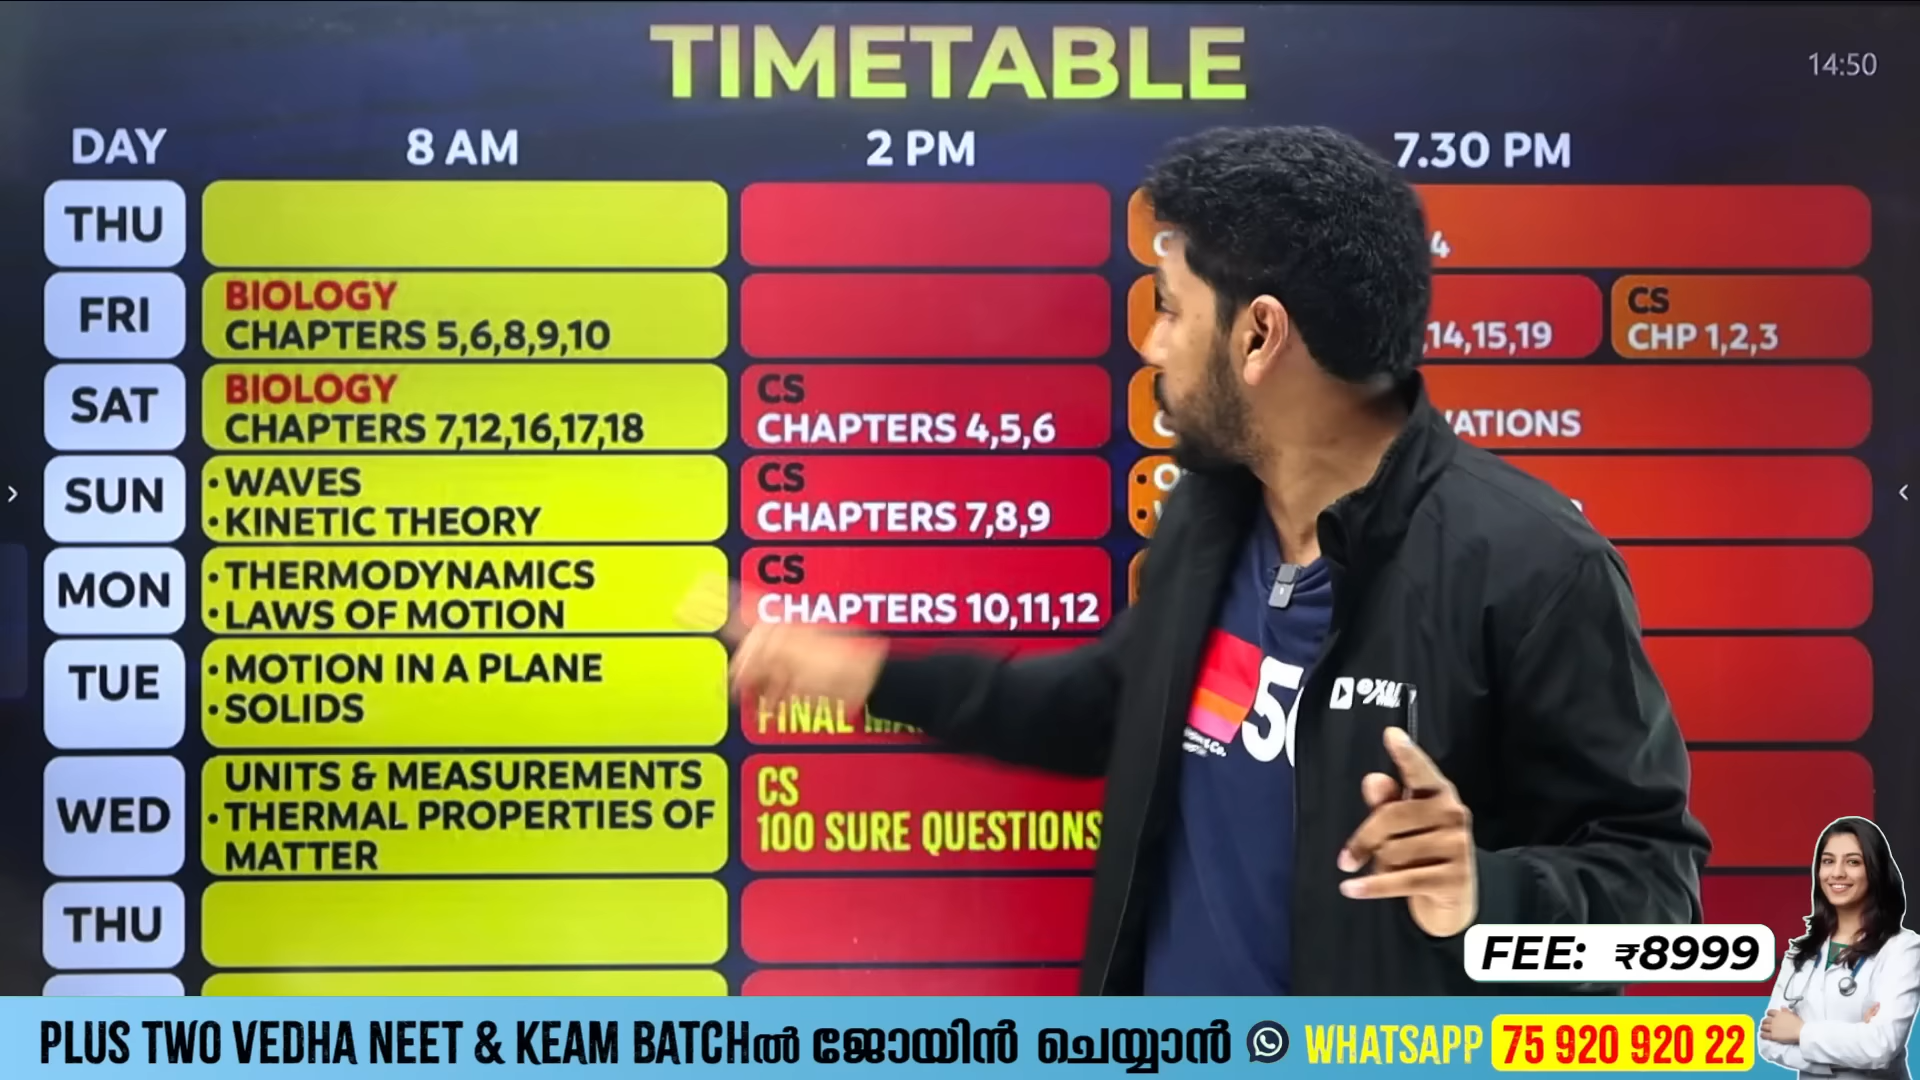 TIMETABLE
14:50
DAY 8 AM 2 PM 7.30 PM
THU
4
FRI
BIOLOGY
CHAPTERS 5,6,8,9,10
,14,15,19
CS
CHP 1,2,3
SAT
BIOLOGY
CHAPTERS 7,12,16,17,18
CS
CHAPTERS 4,5,6
VATIONS
SUN
• WAVES
• KINETIC THEORY
CS
CHAPTERS 7,8,9
MON
• THERMODYNAMICS
• LAWS OF MOTION
CS
CHAPTERS 10,11,12
TUE
• MOTION IN A PLANE
• SOLIDS
FINAL
WED
UNITS & MEASUREMENTS
• THERMAL PROPERTIES OF
MATTER
CS
100 SURE QUESTIONS
THU
50
FEE: ₹8999
PLUS TWO VEDHA NEET & KEAM BATCHൽ ജോയിൻ ചെയ്യാൻ WHATSAPP 75 920 920 22